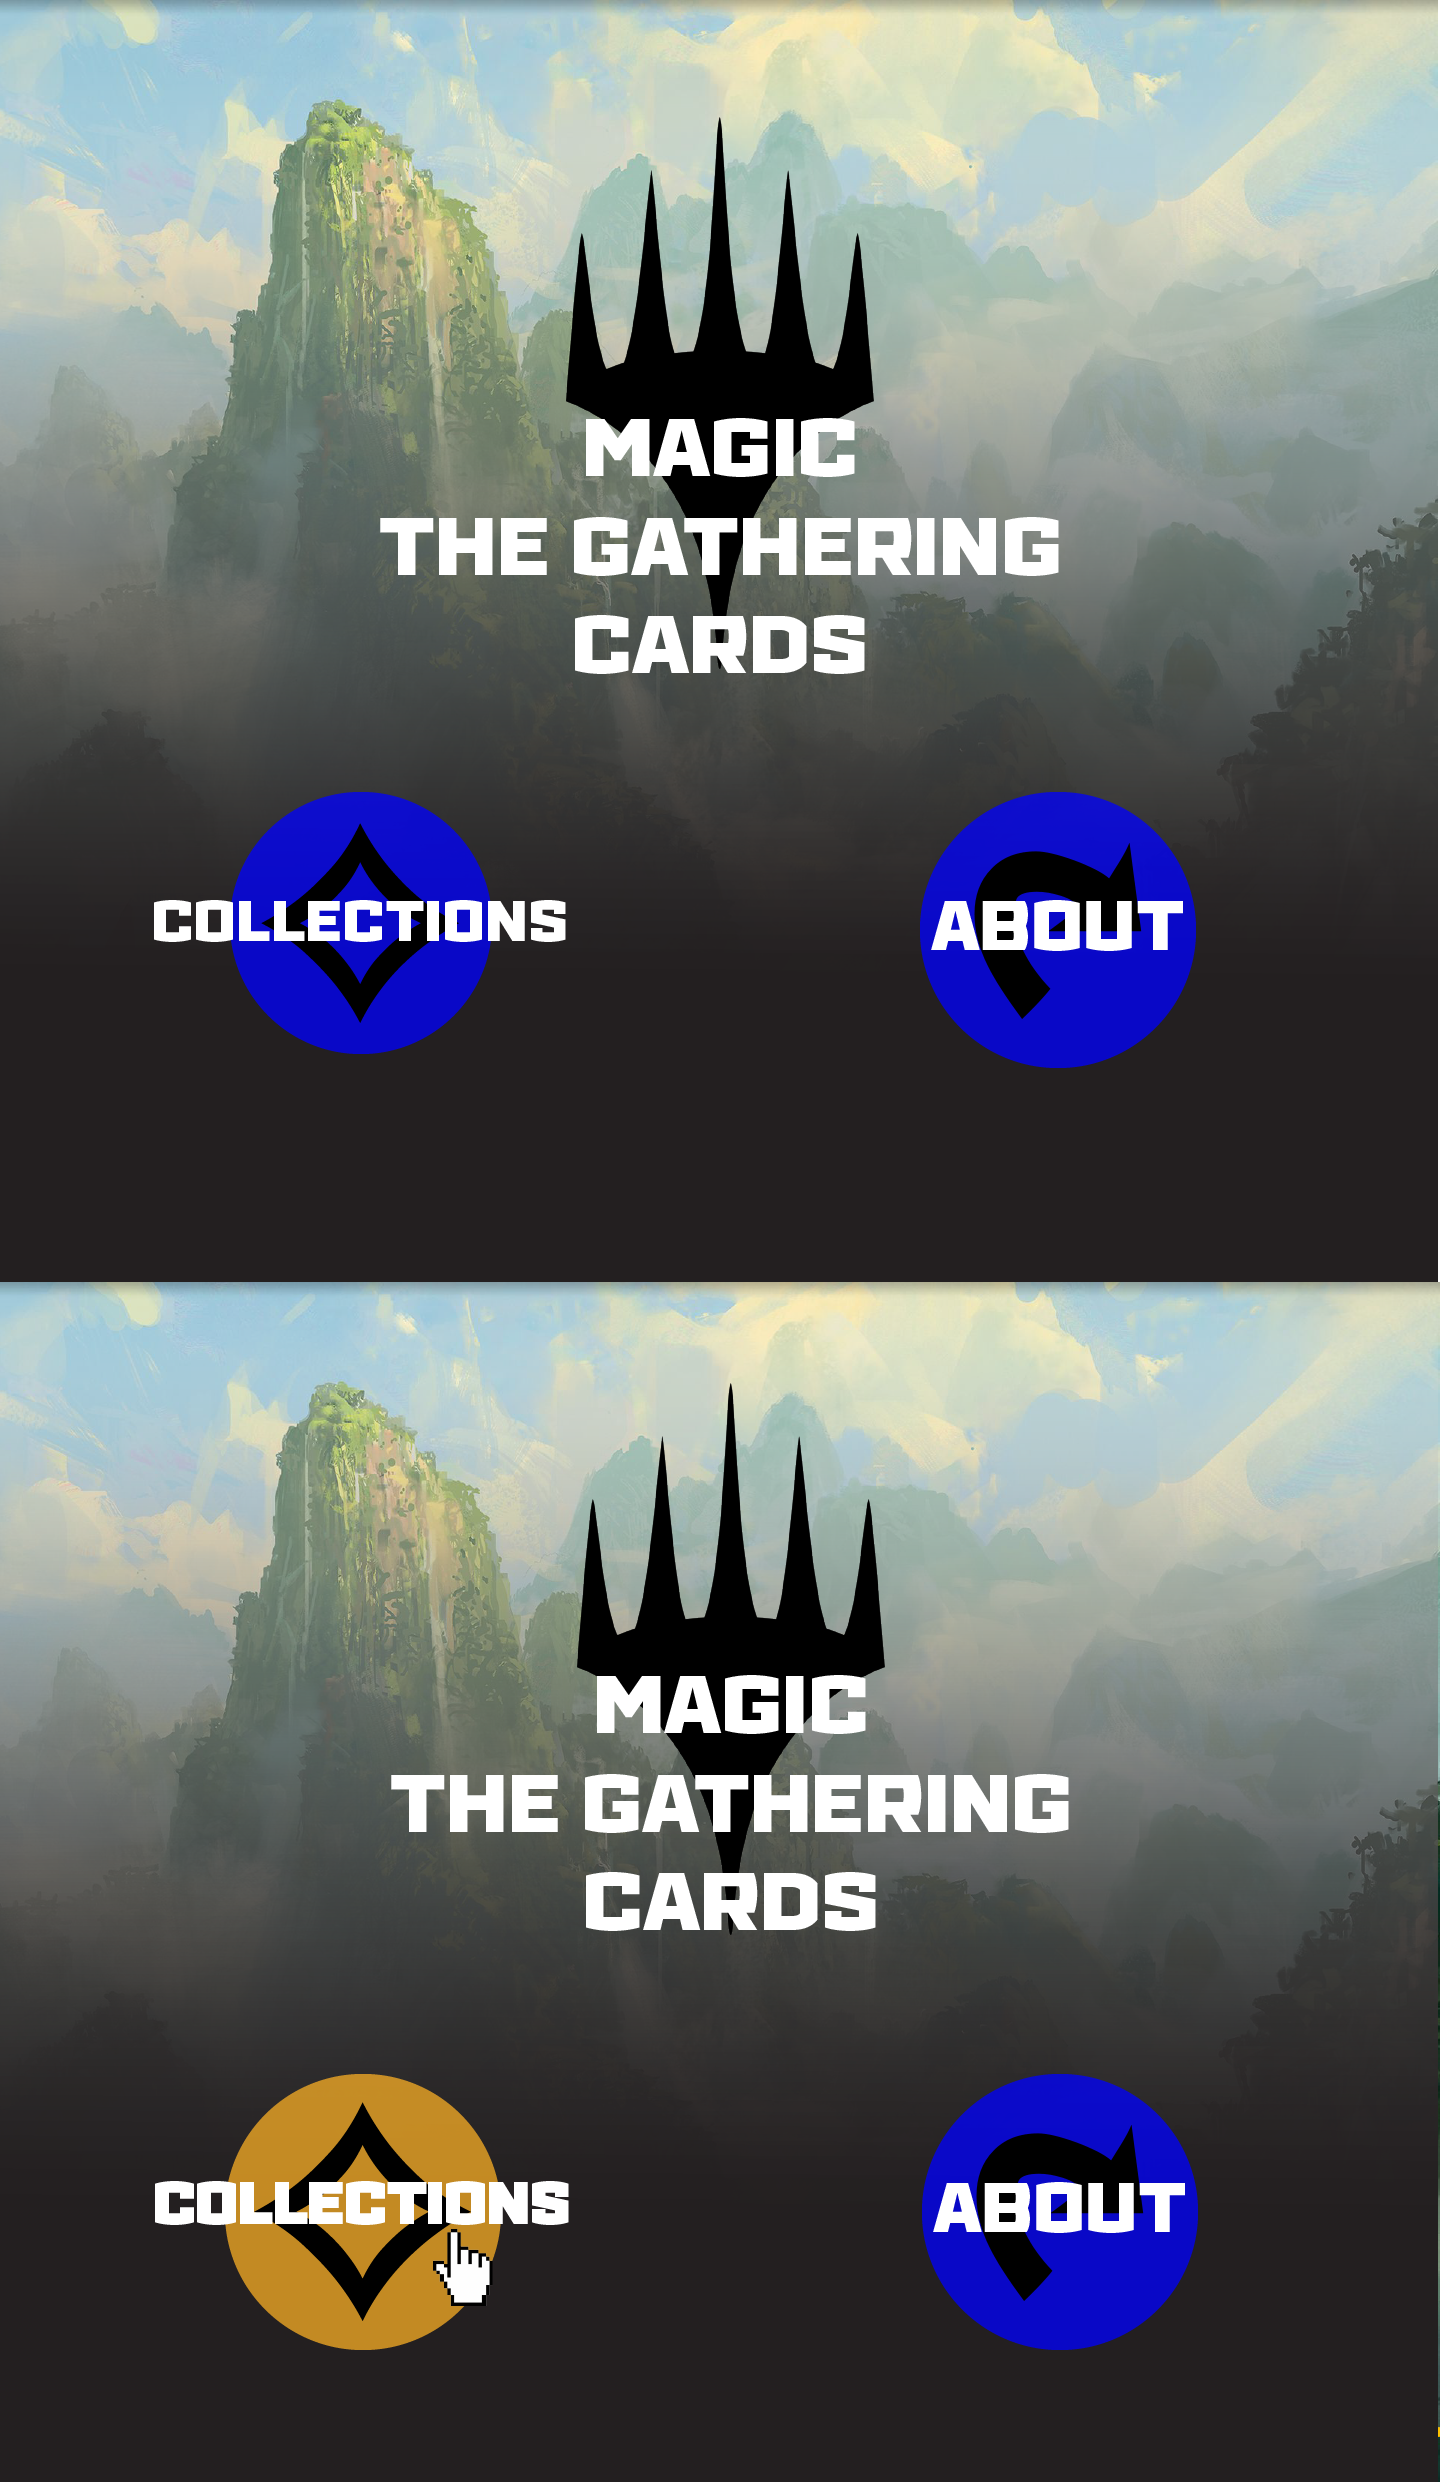 MAGIC
THE GATHERING
CARDS
COLLECTIONS
ABOUT
MAGIC
THE GATHERING
CARDS
COLLECTIONS
ABOUT